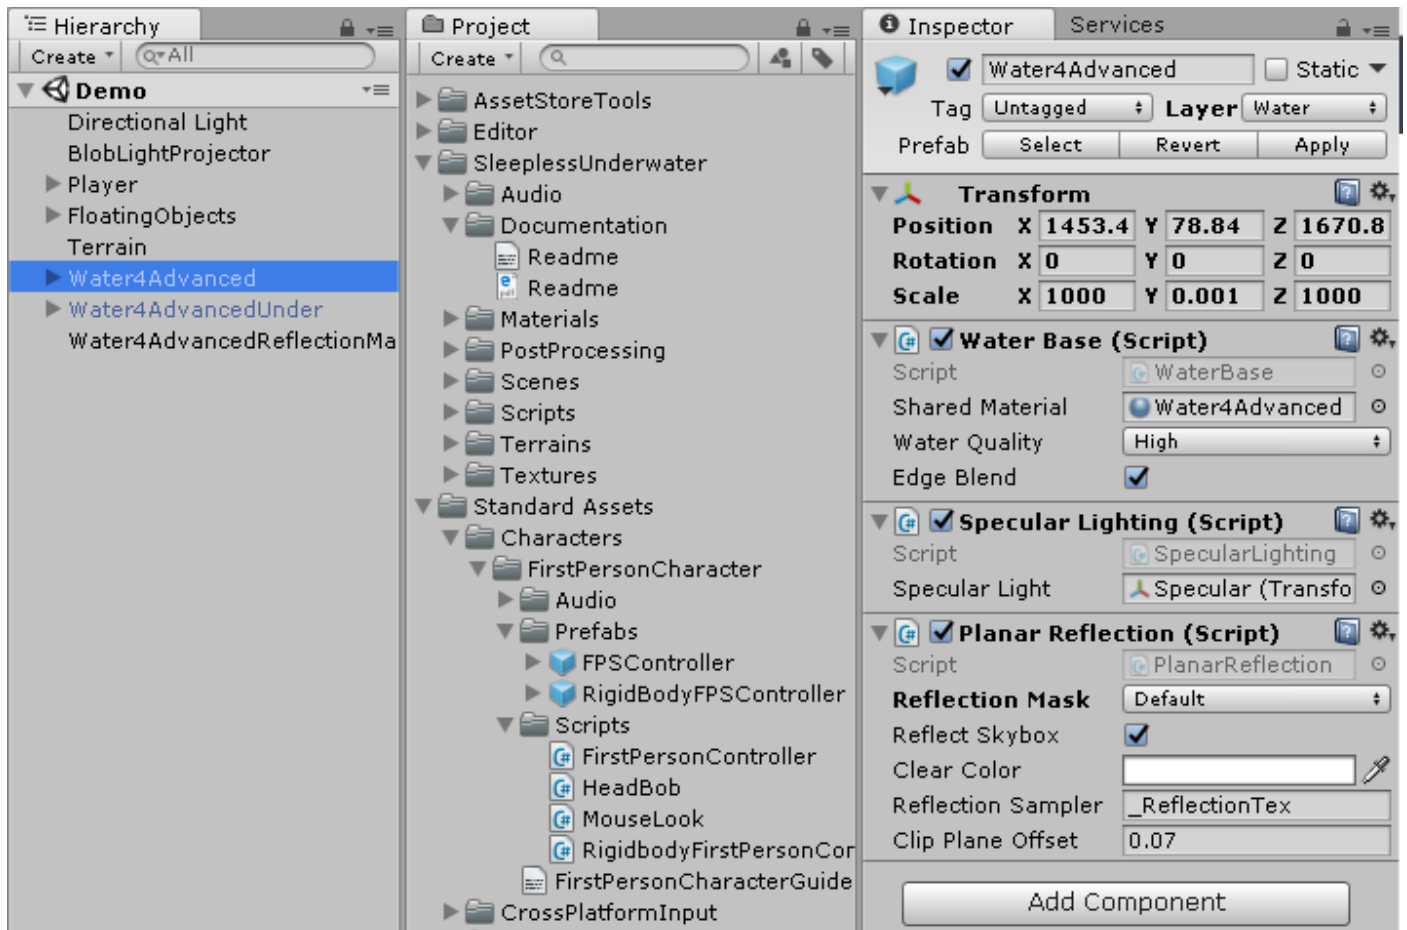 Hierarchy
Create
All
Demo
Directional Light
BlobLightProjector
Player
FloatingObjects
Terrain
Water4Advanced
Water4AdvancedUnder
Water4AdvancedReflectionMa
Project
Create
AssetStoreTools
Editor
SleeplessUnderwater
Audio
Documentation
Readme
Readme
Materials
PostProcessing
Scenes
Scripts
Terrains
Textures
Standard Assets
Characters
FirstPersonCharacter
Audio
Prefabs
FPSController
RigidBodyFPSController
Scripts
FirstPersonController
HeadBob
MouseLook
RigidbodyFirstPersonCor
FirstPersonCharacterGuide
CrossPlatformInput
Inspector Services
Water4Advanced Static
Tag Untagged Layer Water
Prefab Select Revert Apply
Transform
Position X 1453.4 Y 78.84 Z 1670.8
Rotation X 0 Y 0 Z 0
Scale X 1000 Y 0.001 Z 1000
Water Base (Script)
Script WaterBase
Shared Material Water4Advanced
Water Quality High
Edge Blend
Specular Lighting (Script)
Script SpecularLighting
Specular Light Specular (Transfo
Planar Reflection (Script)
Script PlanarReflection
Reflection Mask Default
Reflect Skybox
Clear Color
Reflection Sampler _ReflectionTex
Clip Plane Offset 0.07
Add Component